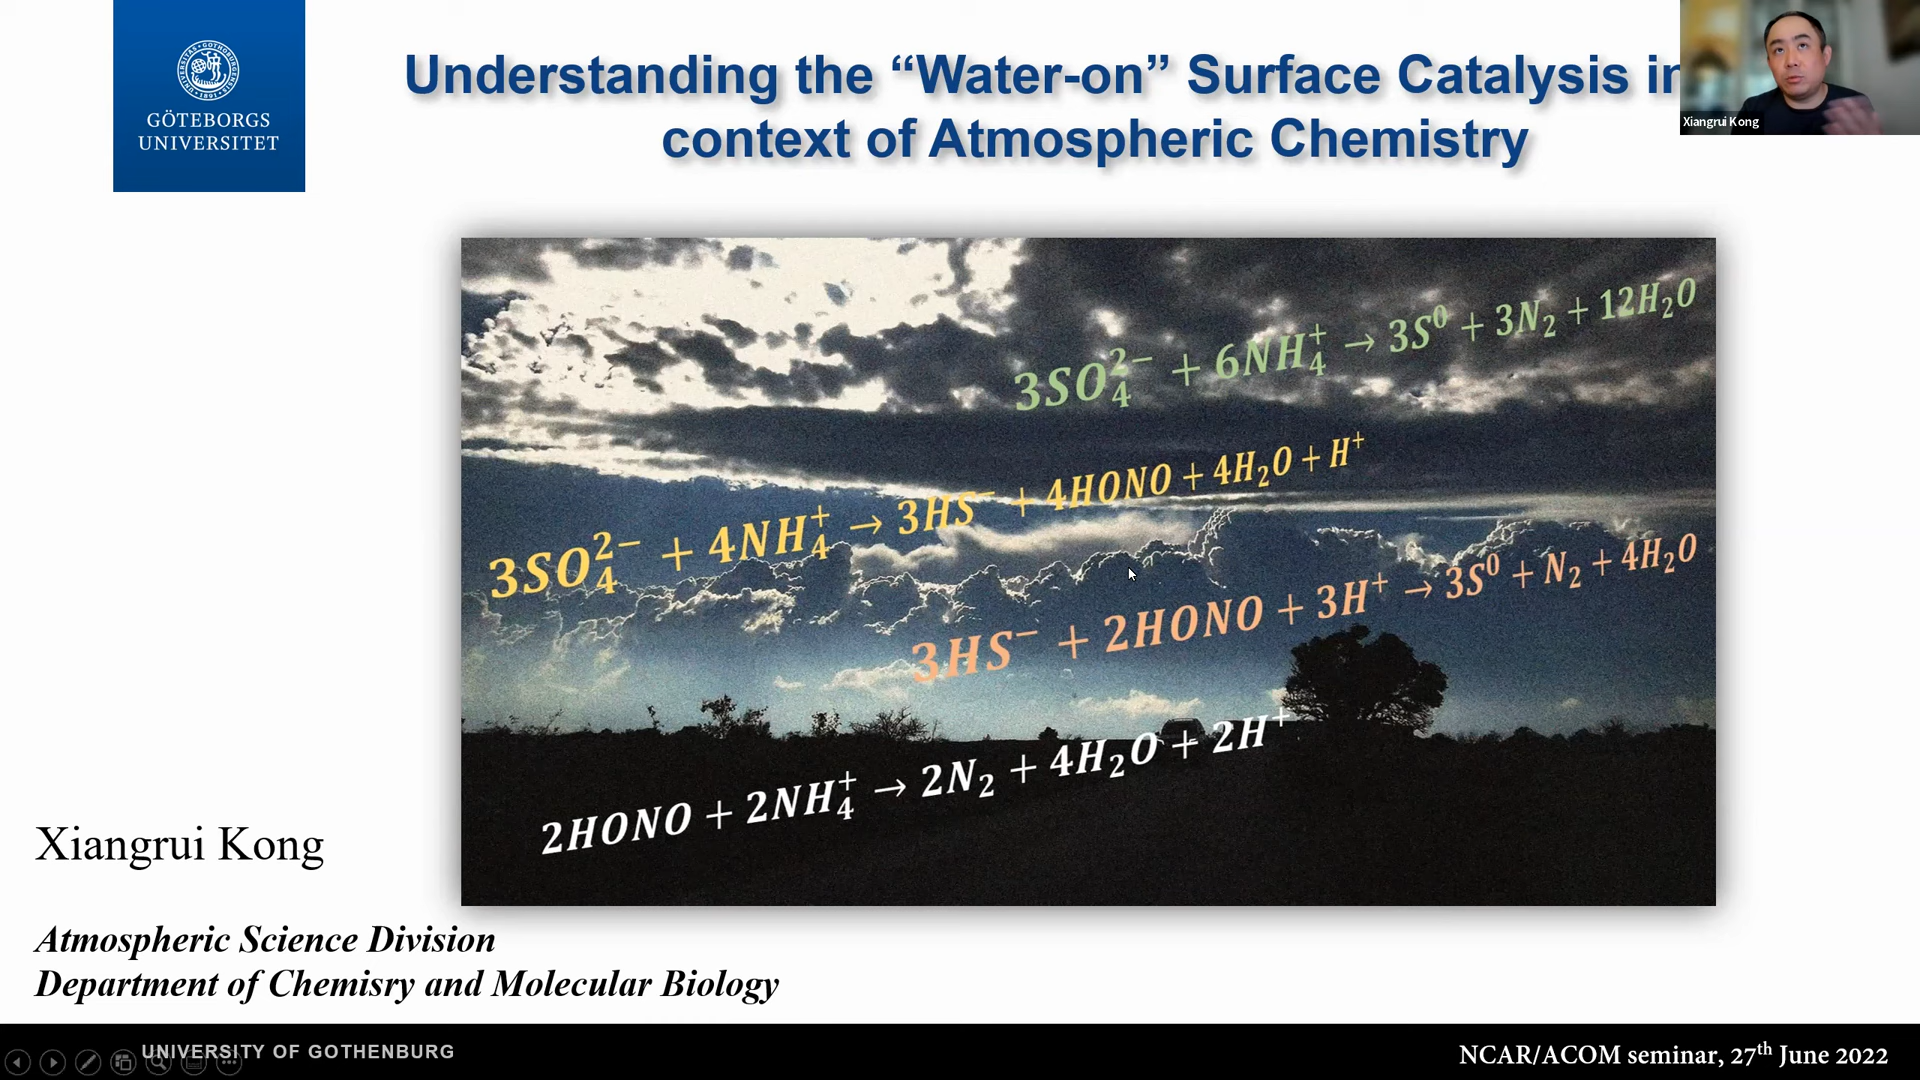 GÖTEBORGS
UNIVERSITET
Understanding the “Water-on” Surface Catalysis in
context of Atmospheric Chemistry
Xiangrui Kong
3SO₄²⁻ + 6NH₄⁺ → 3S⁰ + 3N₂ + 12H₂O
3SO₄²⁻ + 4NH₄⁺ → 3HS⁻ + 4HONO + 4H₂O + H⁺
3HS⁻ + 2HONO + 3H⁺ → 3S⁰ + N₂ + 4H₂O
2HONO + 2NH₄⁺ → 2N₂ + 4H₂O + 2H⁺
Xiangrui Kong
Atmospheric Science Division
Department of Chemisry and Molecular Biology
UNIVERSITY OF GOTHENBURG
NCAR/ACOM seminar, 27th June 2022